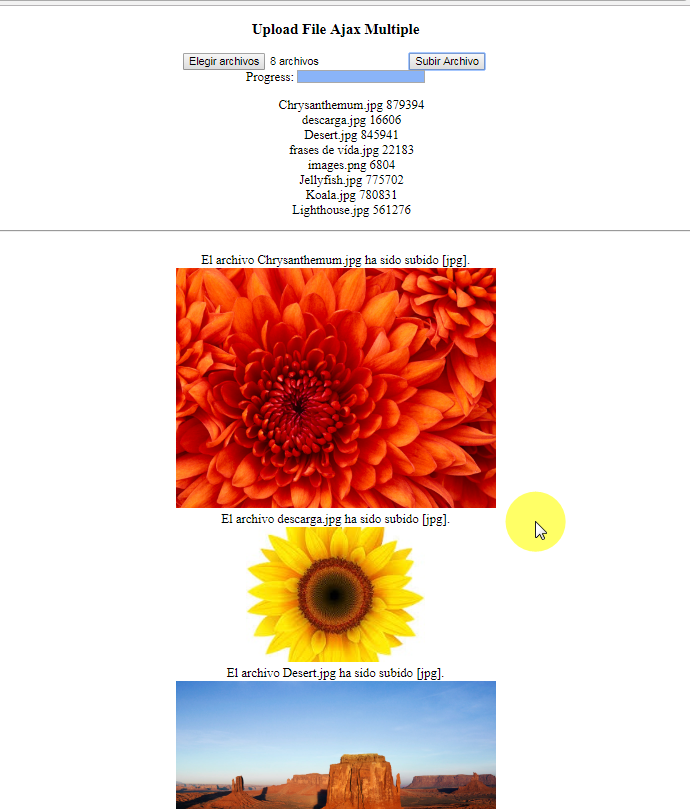 Upload File Ajax Multiple
Elegir archivos 8 archivos Subir Archivo
Progress:
Chrysanthemum.jpg 879394
descarga.jpg 16606
Desert.jpg 845941
frases de vida.jpg 22183
images.png 6804
Jellyfish.jpg 775702
Koala.jpg 780831
Lighthouse.jpg 561276
El archivo Chrysanthemum.jpg ha sido subido [jpg].
El archivo descarga.jpg ha sido subido [jpg].
El archivo Desert.jpg ha sido subido [jpg].